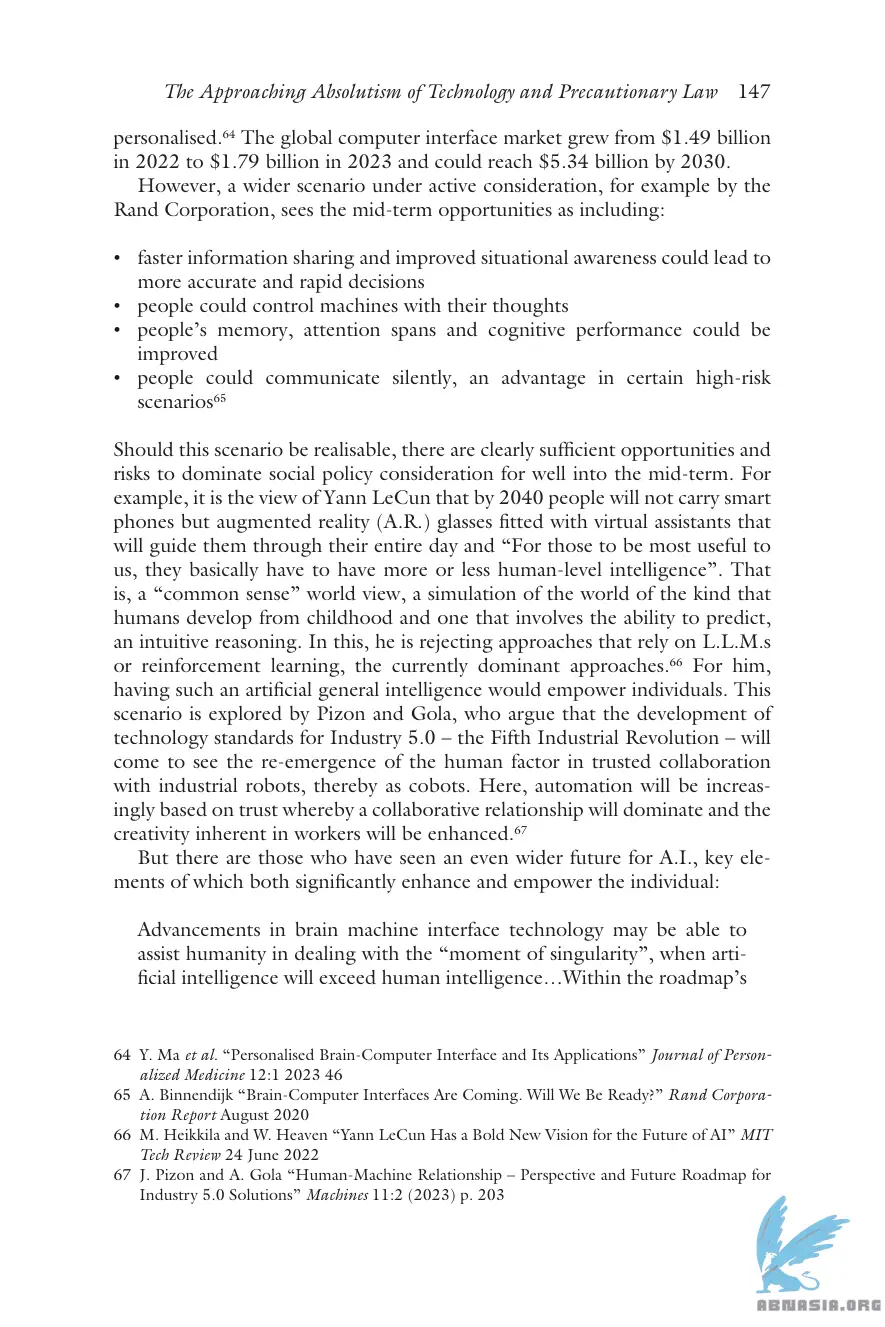 The Approaching Absolutism of Technology and Precautionary Law 147
personalised.64 The global computer interface market grew from $1.49 billion
in 2022 to $1.79 billion in 2023 and could reach $5.34 billion by 2030.
However, a wider scenario under active consideration, for example by the
Rand Corporation, sees the mid-term opportunities as including:
• faster information sharing and improved situational awareness could lead to
more accurate and rapid decisions
• people could control machines with their thoughts
• people’s memory, attention spans and cognitive performance could be
improved
• people could communicate silently, an advantage in certain high-risk
scenarios65
Should this scenario be realisable, there are clearly sufficient opportunities and
risks to dominate social policy consideration for well into the mid-term. For
example, it is the view of Yann LeCun that by 2040 people will not carry smart
phones but augmented reality (A.R.) glasses fitted with virtual assistants that
will guide them through their entire day and “For those to be most useful to
us, they basically have to have more or less human-level intelligence”. That
is, a “common sense” world view, a simulation of the world of the kind that
humans develop from childhood and one that involves the ability to predict,
an intuitive reasoning. In this, he is rejecting approaches that rely on L.L.M.s
or reinforcement learning, the currently dominant approaches.66 For him,
having such an artificial general intelligence would empower individuals. This
scenario is explored by Pizon and Gola, who argue that the development of
technology standards for Industry 5.0 – the Fifth Industrial Revolution – will
come to see the re-emergence of the human factor in trusted collaboration
with industrial robots, thereby as cobots. Here, automation will be increas-
ingly based on trust whereby a collaborative relationship will dominate and the
creativity inherent in workers will be enhanced.67
But there are those who have seen an even wider future for A.I., key ele-
ments of which both significantly enhance and empower the individual:
Advancements in brain machine interface technology may be able to
assist humanity in dealing with the “moment of singularity”, when arti-
ficial intelligence will exceed human intelligence…Within the roadmap’s
64 Y. Ma et al. “Personalised Brain-Computer Interface and Its Applications” Journal of Person-
alized Medicine 12:1 2023 46
65 A. Binnendijk “Brain-Computer Interfaces Are Coming. Will We Be Ready?” Rand Corpora-
tion Report August 2020
66 M. Heikkila and W. Heaven “Yann LeCun Has a Bold New Vision for the Future of AI” MIT
Tech Review 24 June 2022
67 J. Pizon and A. Gola “Human-Machine Relationship – Perspective and Future Roadmap for
Industry 5.0 Solutions” Machines 11:2 (2023) p. 203
ABNASIA.ORG